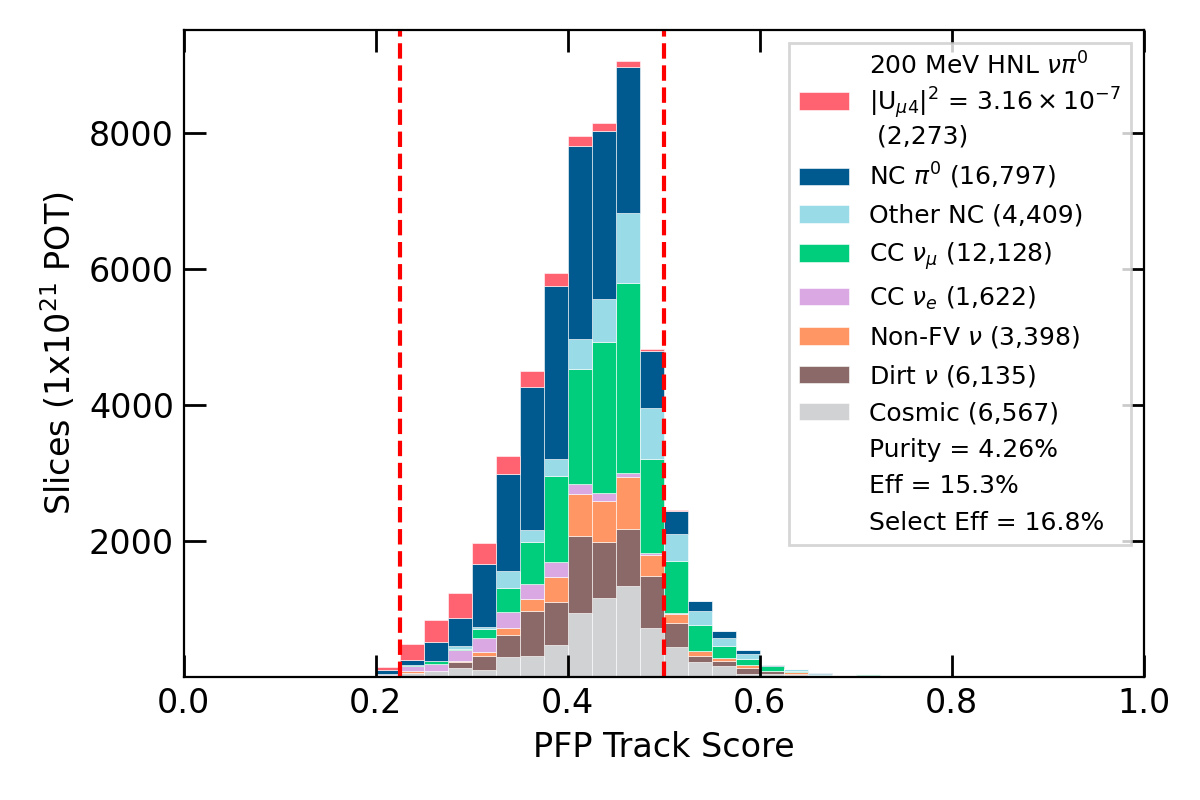 8000
6000
4000
2000
Slices (1x10²¹ POT)
0.0 0.2 0.4 0.6 0.8 1.0
PFP Track Score
200 MeV HNL νπ⁰
|U_μ4|² = 3.16 × 10⁻⁷
(2,273)
NC π⁰ (16,797)
Other NC (4,409)
CC ν_μ (12,128)
CC ν_e (1,622)
Non-FV ν (3,398)
Dirt ν (6,135)
Cosmic (6,567)
Purity = 4.26%
Eff = 15.3%
Select Eff = 16.8%